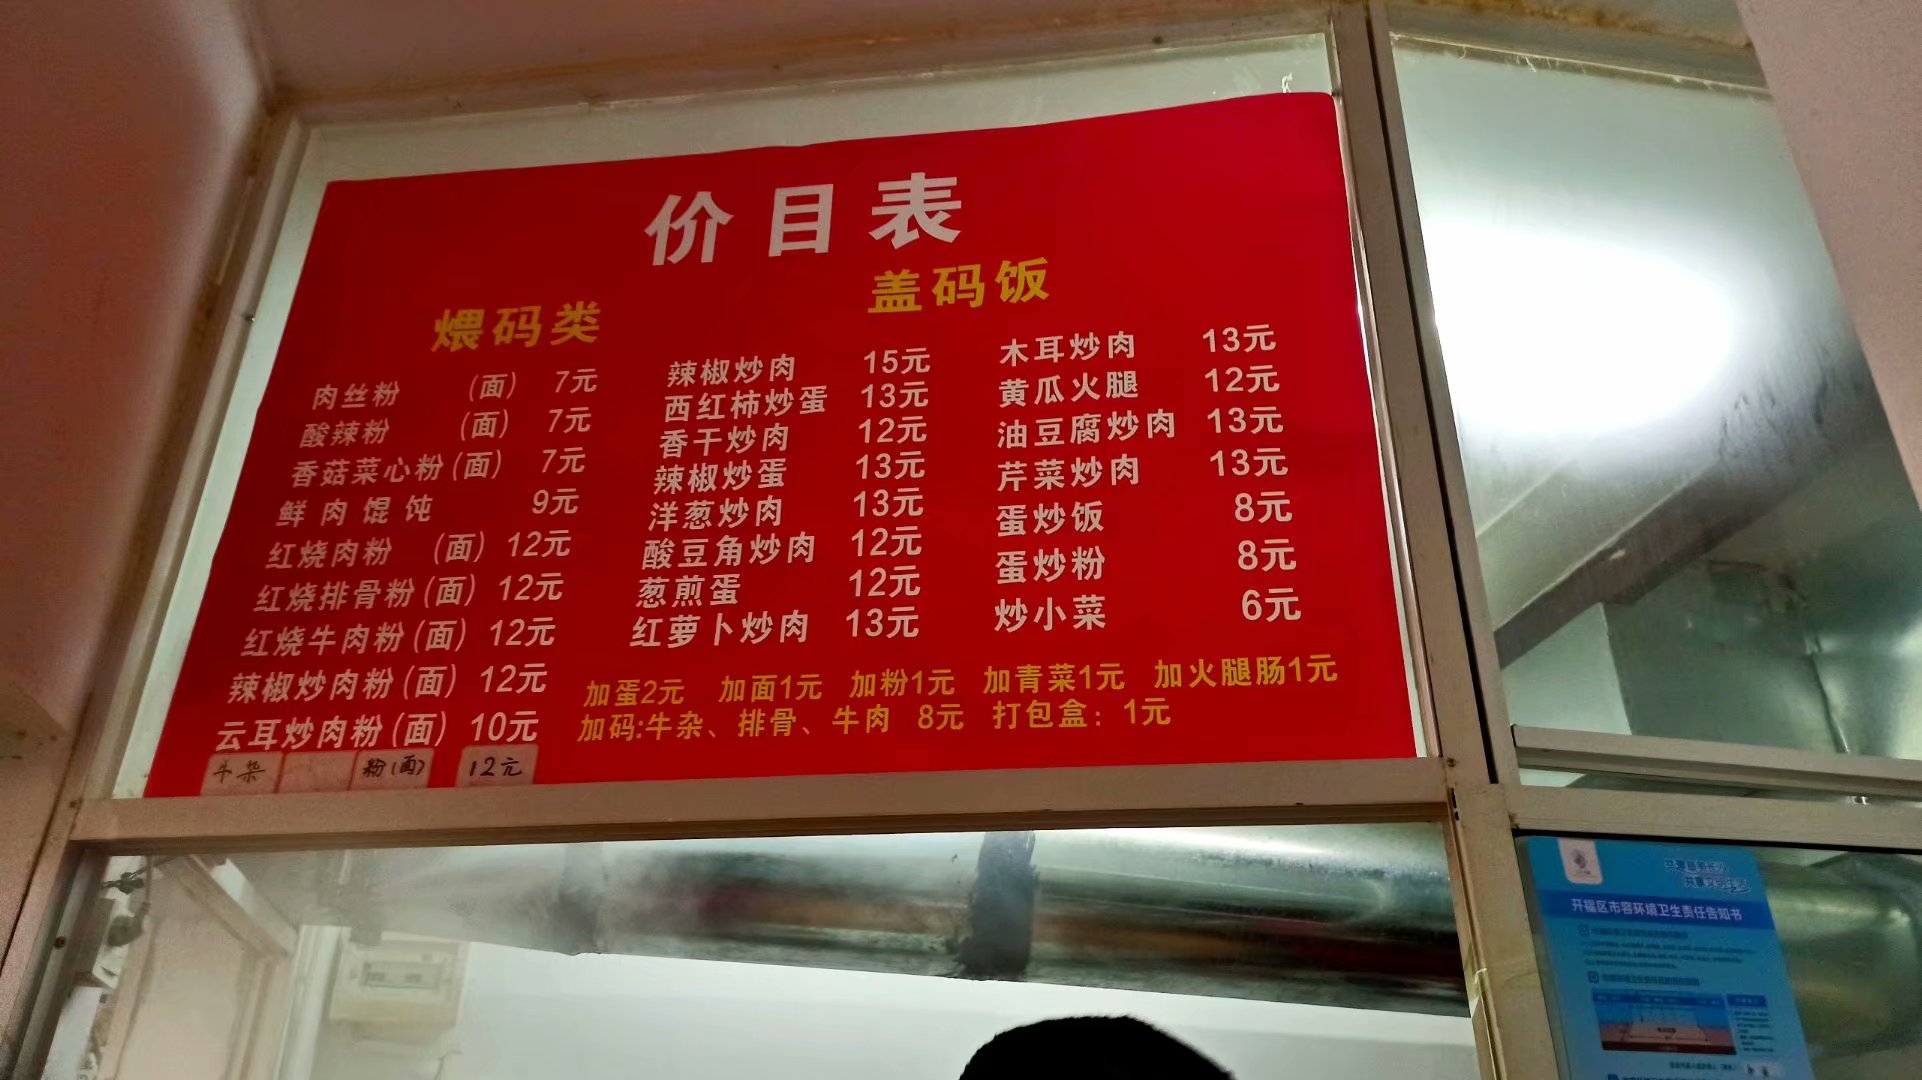 价目表
煨码类
肉丝粉 (面) 7元
酸辣粉 (面) 7元
香菇菜心粉(面) 7元
鲜肉馄饨 9元
红烧肉粉 (面) 12元
红烧排骨粉(面) 12元
红烧牛肉粉(面) 12元
辣椒炒肉粉(面) 12元
云耳炒肉粉(面) 10元
牛杂 粉(面) 12元
盖码饭
辣椒炒肉 15元
西红柿炒蛋 13元
香干炒肉 12元
辣椒炒蛋 13元
洋葱炒肉 13元
酸豆角炒肉 12元
葱煎蛋 12元
红萝卜炒肉 13元
木耳炒肉 13元
黄瓜火腿 12元
油豆腐炒肉 13元
芹菜炒肉 13元
蛋炒饭 8元
蛋炒粉 8元
炒小菜 6元
加蛋2元 加面1元 加粉1元 加青菜1元 加火腿肠1元
加码:牛杂、排骨、牛肉 8元 打包盒：1元
开福区市容环境卫生责任告知书